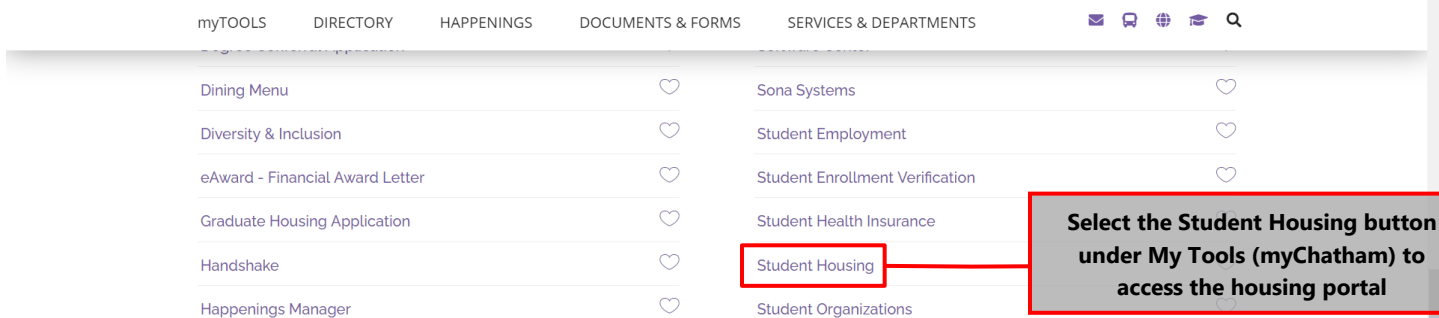 myTOOLS DIRECTORY HAPPENINGS DOCUMENTS & FORMS SERVICES & DEPARTMENTS
Dining Menu
Sona Systems
Diversity & Inclusion
Student Employment
eAward - Financial Award Letter
Student Enrollment Verification
Graduate Housing Application
Student Health Insurance
Handshake
Student Housing
Happenings Manager
Student Organizations
Select the Student Housing button
under My Tools (myChatham) to
access the housing portal